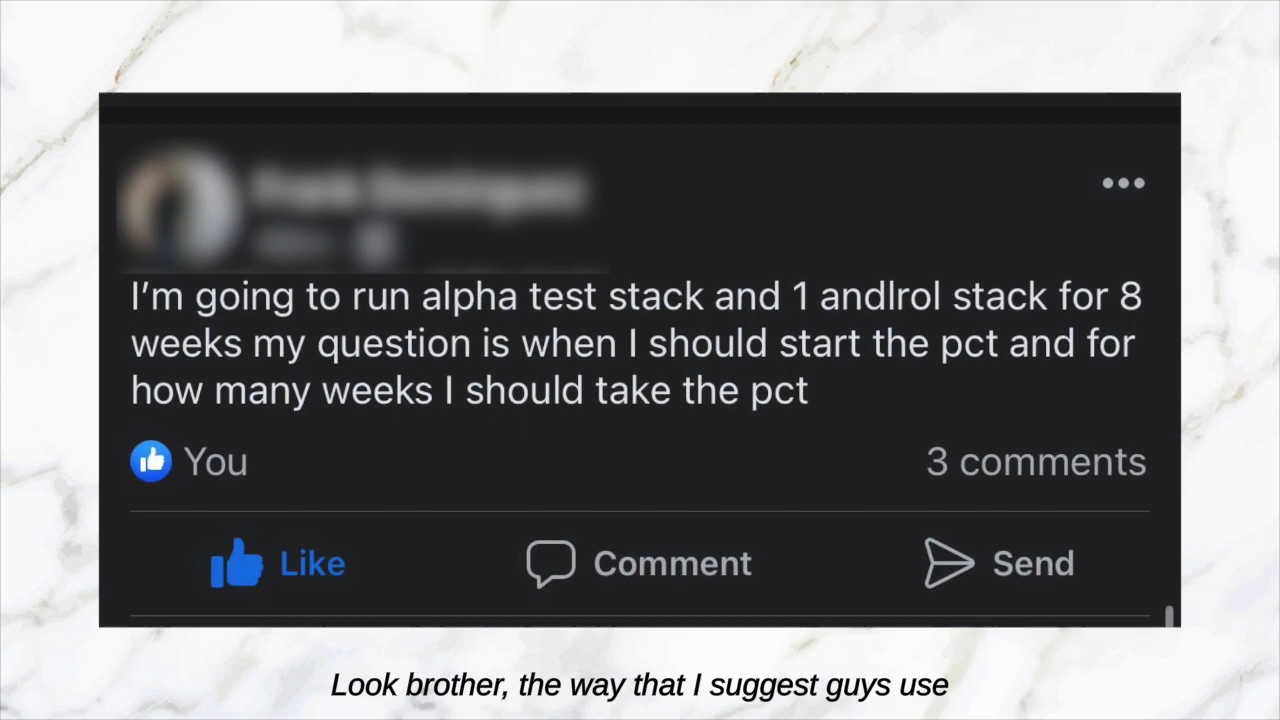 I'm going to run alpha test stack and 1 andlrol stack for 8
weeks my question is when I should start the pct and for
how many weeks I should take the pct
You
3 comments
Like
Comment
Send
Look brother, the way that I suggest guys use